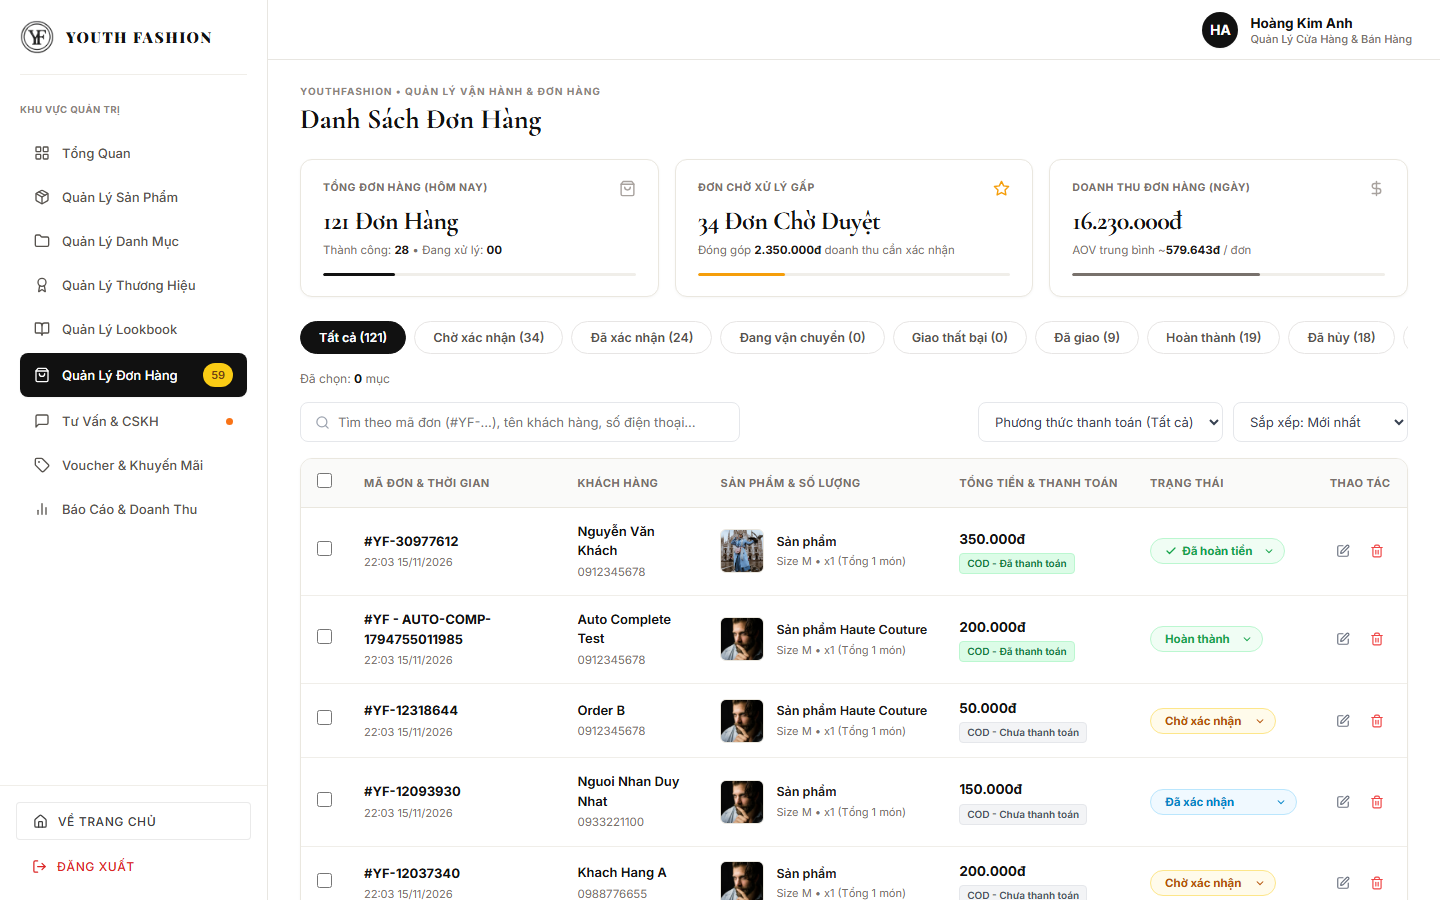 YF YOUTH FASHION
KHU VỰC QUẢN TRỊ
Tổng Quan
Quản Lý Sản Phẩm
Quản Lý Danh Mục
Quản Lý Thương Hiệu
Quản Lý Lookbook
Quản Lý Đơn Hàng 59
Tư Vấn & CSKH
Voucher & Khuyến Mãi
Báo Cáo & Doanh Thu
VỀ TRANG CHỦ
ĐĂNG XUẤT
HA
Hoàng Kim Anh
Quản Lý Cửa Hàng & Bán Hàng
YOUTHFASHION • QUẢN LÝ VẬN HÀNH & ĐƠN HÀNG
Danh Sách Đơn Hàng
TỔNG ĐƠN HÀNG (HÔM NAY)
121 Đơn Hàng
Thành công: 28 • Đang xử lý: 00
ĐƠN CHỜ XỬ LÝ GẤP
34 Đơn Chờ Duyệt
Đóng góp 2.350.000đ doanh thu cần xác nhận
DOANH THU ĐƠN HÀNG (NGÀY)
16.230.000đ
AOV trung bình ~579.643đ / đơn
Tất cả (121) Chờ xác nhận (34) Đã xác nhận (24) Đang vận chuyển (0) Giao thất bại (0) Đã giao (9) Hoàn thành (19) Đã hủy (18)
Đã chọn: 0 mục
Tìm theo mã đơn (#YF-...), tên khách hàng, số điện thoại...
Phương thức thanh toán (Tất cả)
Sắp xếp: Mới nhất
MÃ ĐƠN & THỜI GIAN KHÁCH HÀNG SẢN PHẨM & SỐ LƯỢNG TỔNG TIỀN & THANH TOÁN TRẠNG THÁI THAO TÁC
#YF-30977612
22:03 15/11/2026
Nguyễn Văn
Khách
0912345678
Sản phẩm
Size M • x1 (Tổng 1 món)
350.000đ
COD - Đã thanh toán
Đã hoàn tiền
#YF - AUTO-COMP-
1794755011985
22:03 15/11/2026
Auto Complete
Test
0912345678
Sản phẩm Haute Couture
Size M • x1 (Tổng 1 món)
200.000đ
COD - Đã thanh toán
Hoàn thành
#YF-12318644
22:03 15/11/2026
Order B
0912345678
Sản phẩm Haute Couture
Size M • x1 (Tổng 1 món)
50.000đ
COD - Chưa thanh toán
Chờ xác nhận
#YF-12093930
22:03 15/11/2026
Nguoi Nhan Duy
Nhat
0933221100
Sản phẩm
Size M • x1 (Tổng 1 món)
150.000đ
COD - Chưa thanh toán
Đã xác nhận
#YF-12037340
22:03 15/11/2026
Khach Hang A
0988776655
Sản phẩm
Size M • x1 (Tổng 1 món)
200.000đ
COD - Chưa thanh toán
Chờ xác nhận